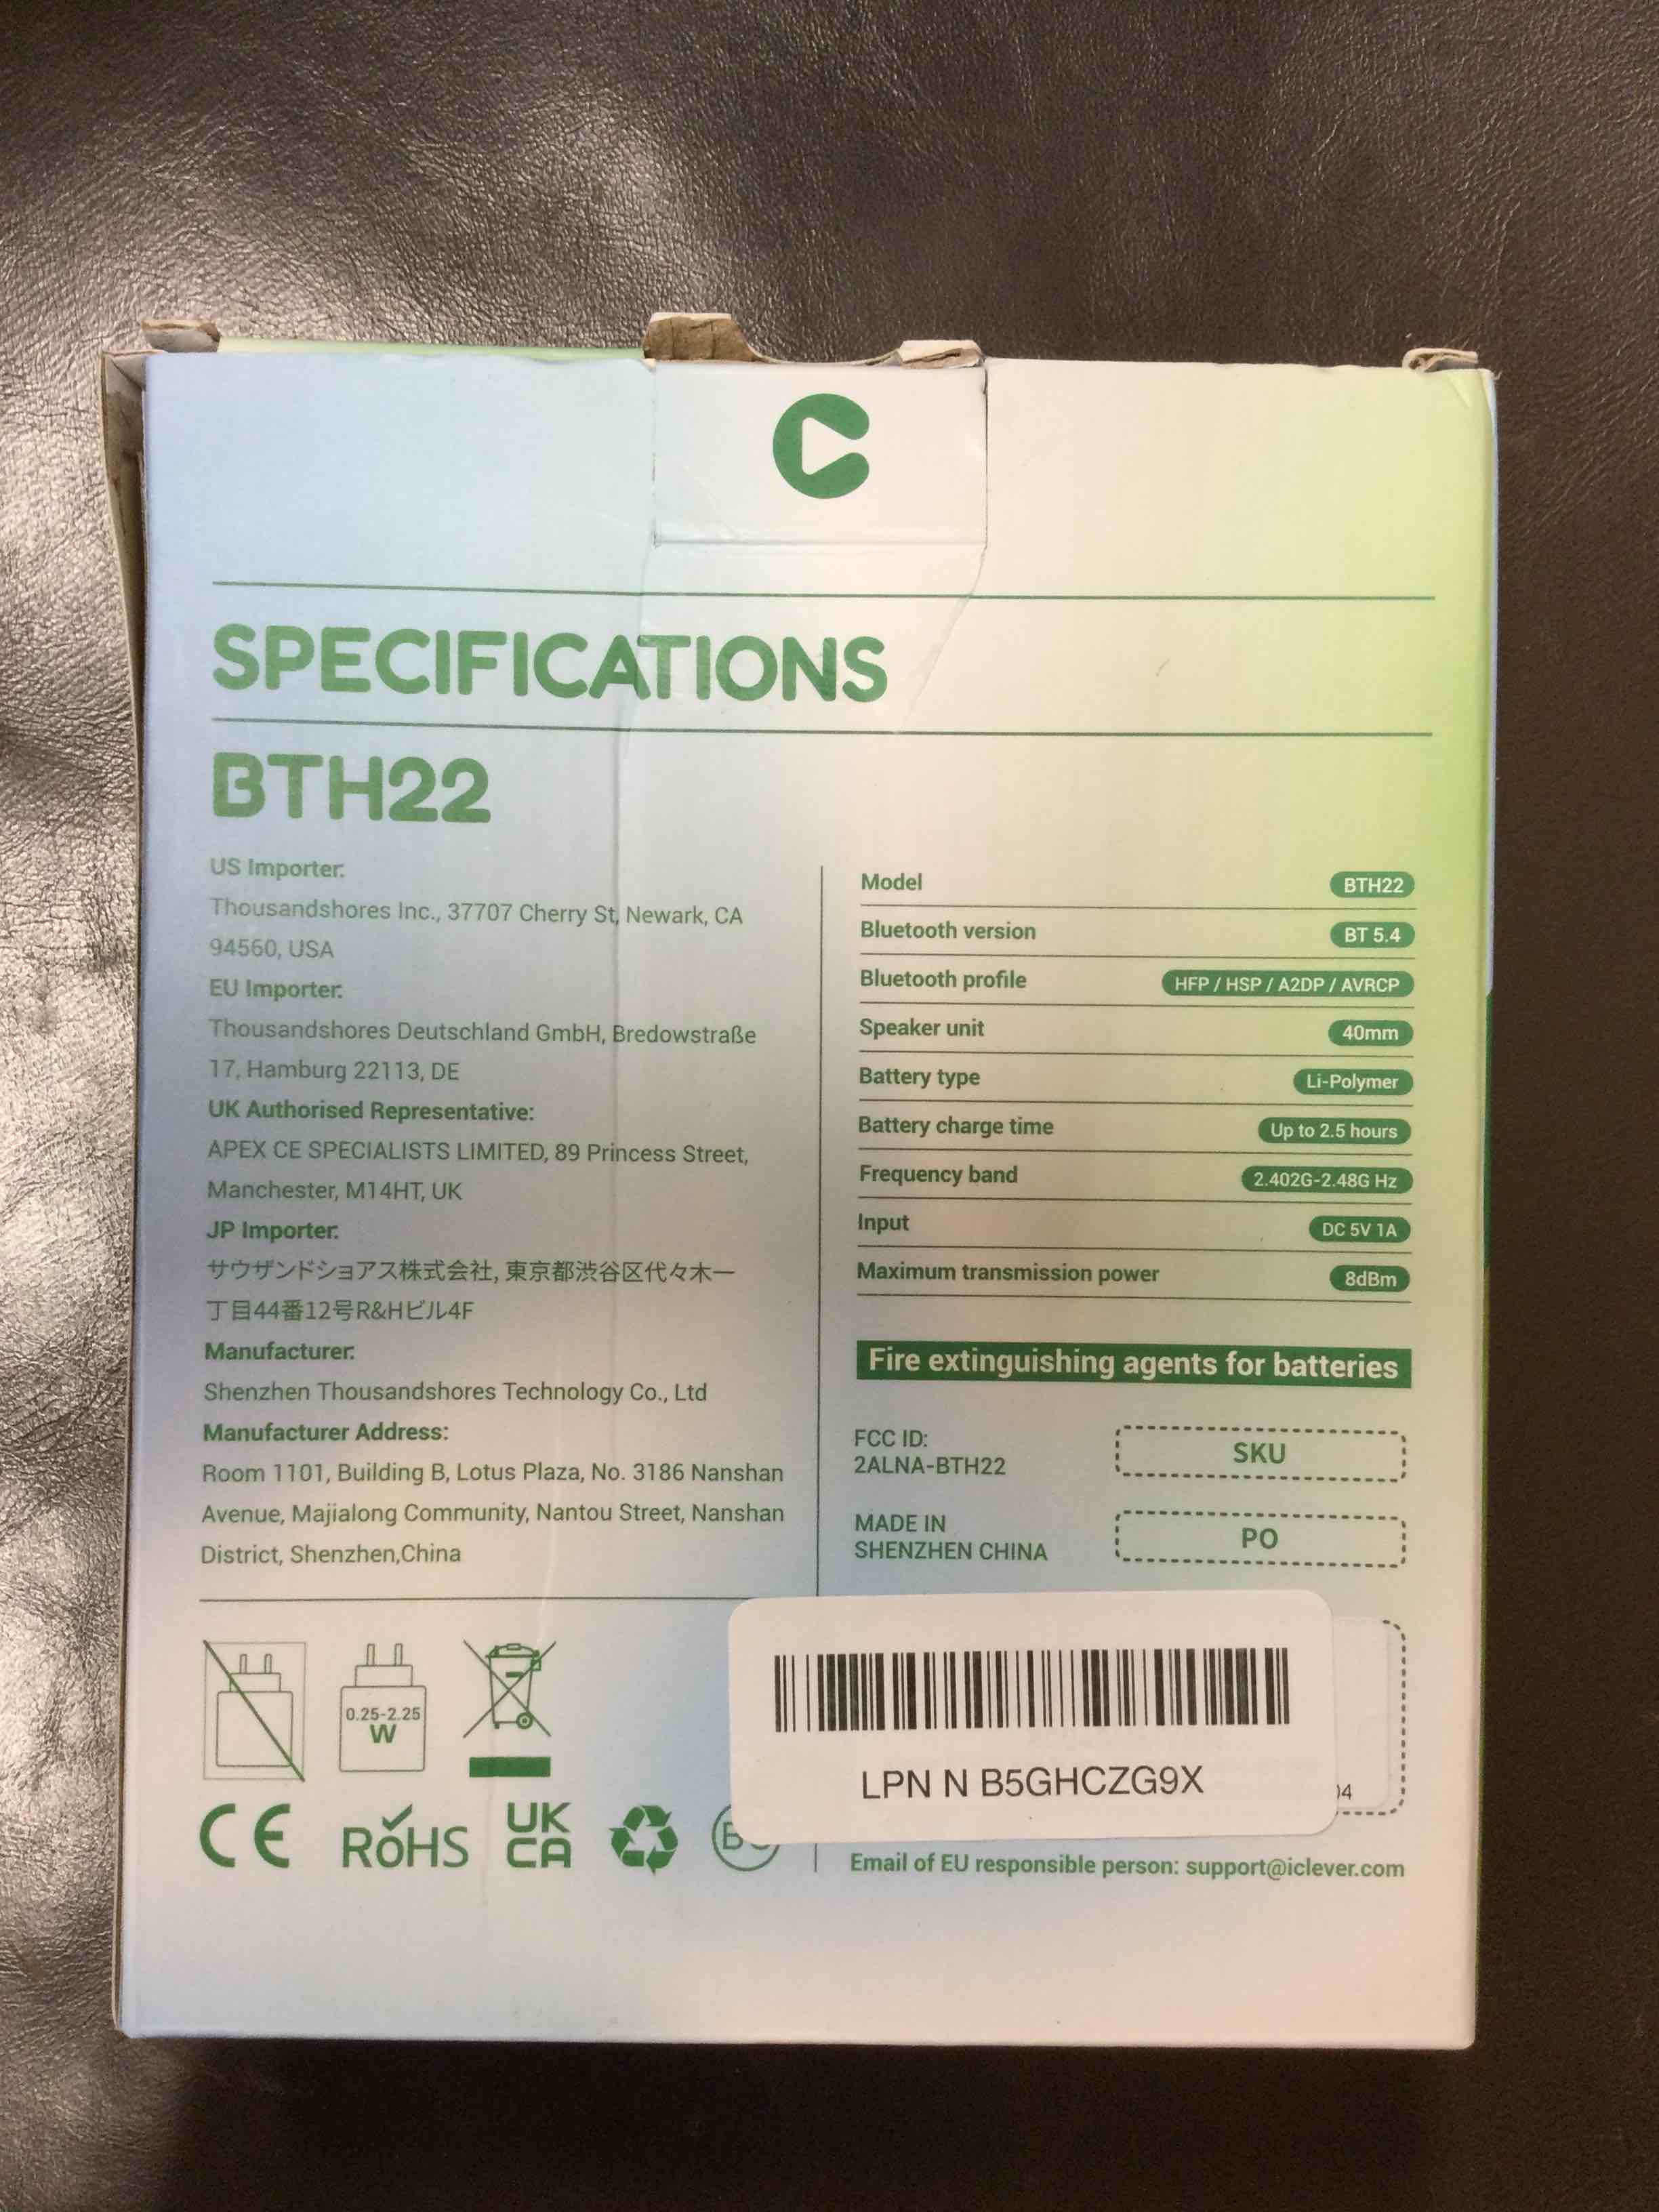 SPECIFICATIONS
BTH22
US Importer:
Thousandshores Inc., 37707 Cherry St, Newark, CA
94560, USA
EU Importer:
Thousandshores Deutschland GmbH, Bredowstraße
17, Hamburg 22113, DE
UK Authorised Representative:
APEX CE SPECIALISTS LIMITED, 89 Princess Street,
Manchester, M14HT, UK
JP Importer:
サウザンドショアス株式会社, 東京都渋谷区代々木一
丁目44番12号R&Hビル4F
Manufacturer:
Shenzhen Thousandshores Technology Co., Ltd
Manufacturer Address:
Room 1101, Building B, Lotus Plaza, No. 3186 Nanshan
Avenue, Majialong Community, Nantou Street, Nanshan
District, Shenzhen,China
Model BTH22
Bluetooth version BT 5.4
Bluetooth profile HFP / HSP / A2DP / AVRCP
Speaker unit 40mm
Battery type Li-Polymer
Battery charge time Up to 2.5 hours
Frequency band 2.402G-2.48G Hz
Input DC 5V 1A
Maximum transmission power 8dBm
Fire extinguishing agents for batteries
FCC ID:
2ALNA-BTH22
SKU
MADE IN
SHENZHEN CHINA
PO
0.25-2.25
W
CE
RoHS
UK
CA
LPN N B5GHCZG9X
Email of EU responsible person: support@iclever.com